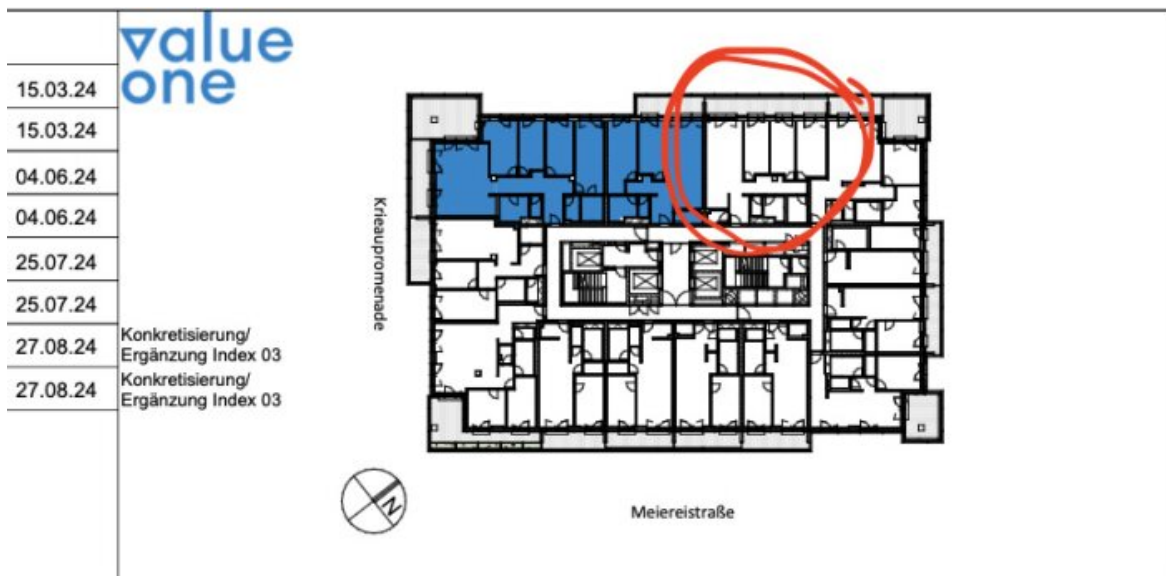 value
one
15.03.24
15.03.24
04.06.24
04.06.24
25.07.24
25.07.24
27.08.24
Konkretisierung/
Ergänzung Index 03
27.08.24
Konkretisierung/
Ergänzung Index 03
Krieaupromenade
N
Meiereistraße